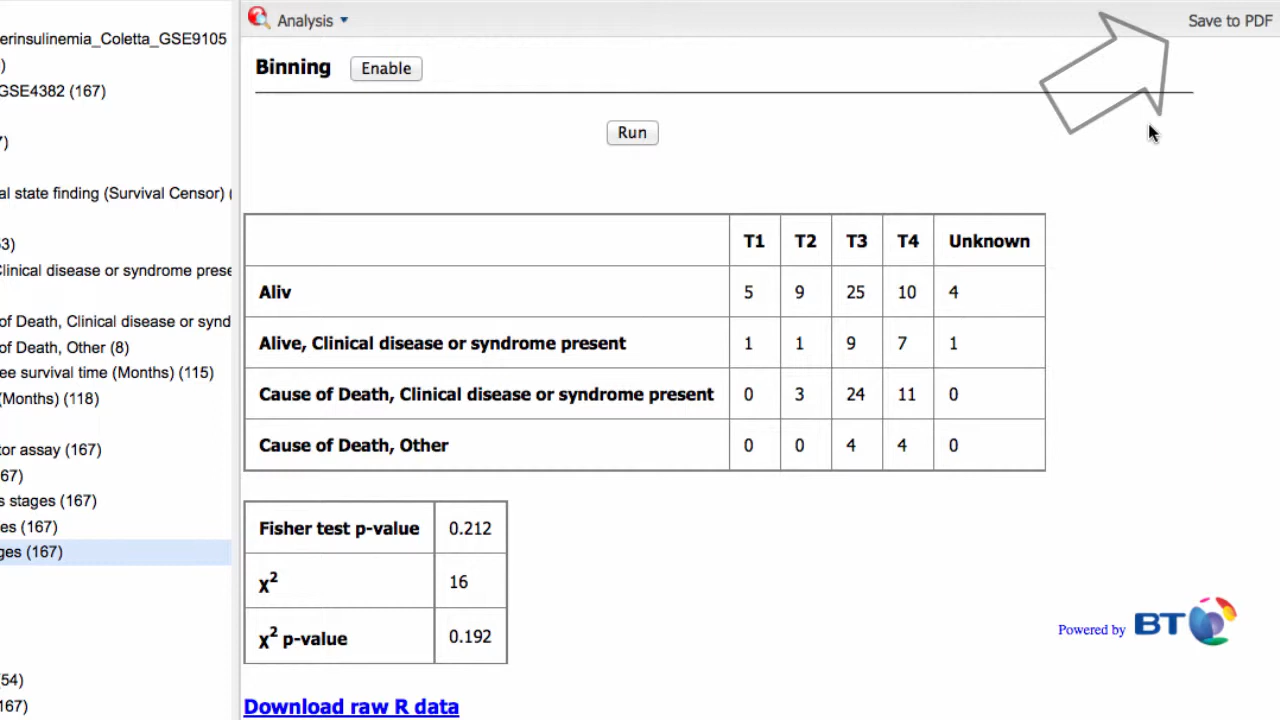 Analysis
Save to PDF
erinsulinemia_Coletta_GSE9105
)
GSE4382 (167)
7)
al state finding (Survival Censor) (
53)
Clinical disease or syndrome prese
of Death, Clinical disease or synd
of Death, Other (8)
ee survival time (Months) (115)
(Months) (118)
tor assay (167)
67)
s stages (167)
es (167)
ges (167)
(54)
167)
Binning Enable
Run
T1 T2 T3 T4 Unknown
Aliv 5 9 25 10 4
Alive, Clinical disease or syndrome present 1 1 9 7 1
Cause of Death, Clinical disease or syndrome present 0 3 24 11 0
Cause of Death, Other 0 0 4 4 0
Fisher test p-value 0.212
χ² 16
χ² p-value 0.192
Powered by BT
Download raw R data